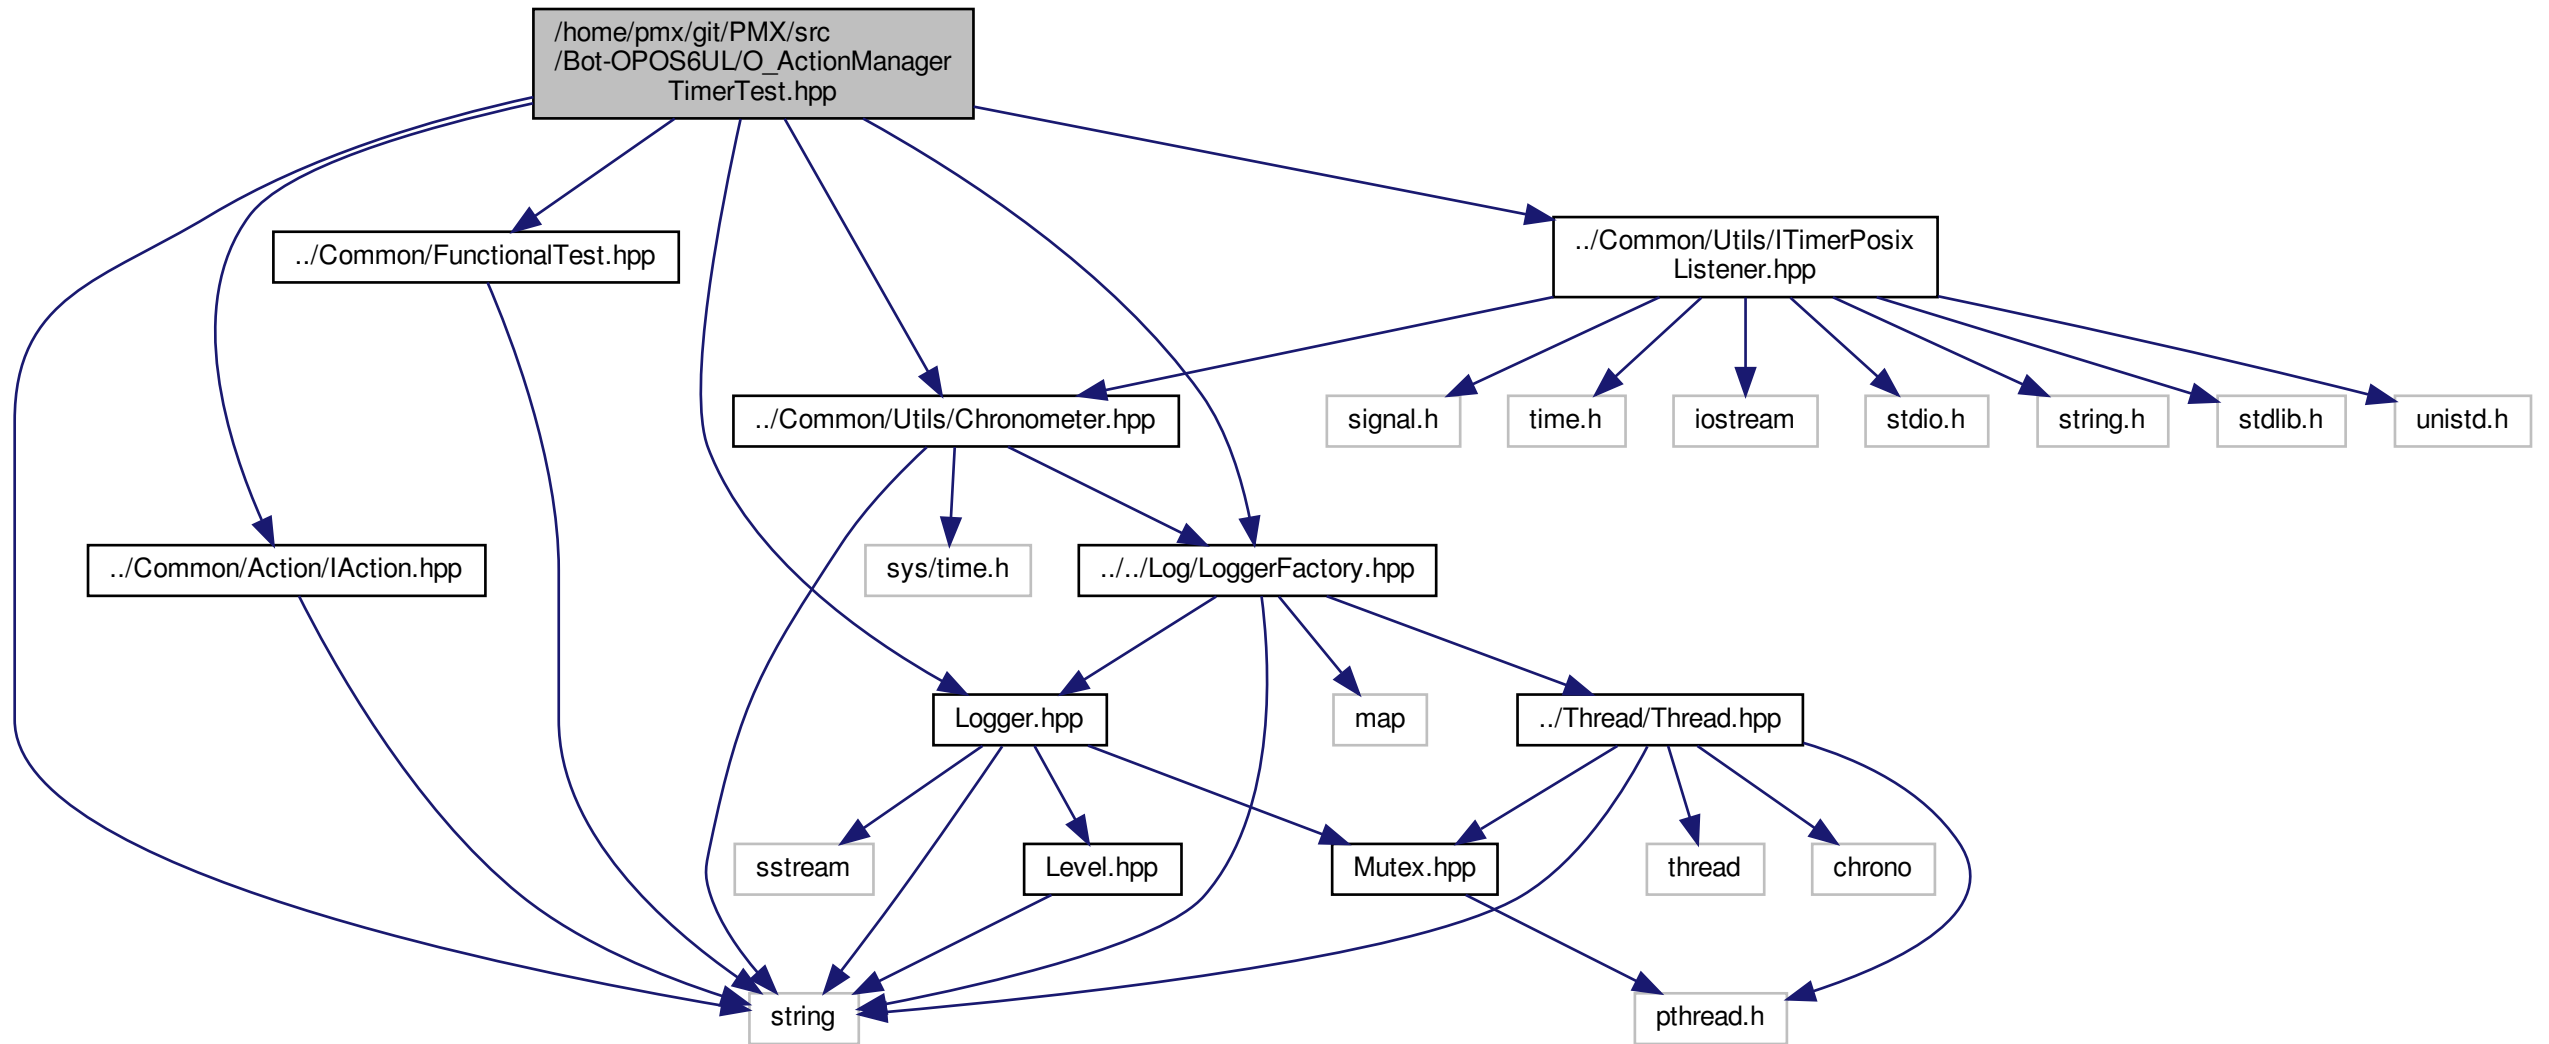 /home/pmx/git/PMX/src
/Bot-OPOS6UL/O_ActionManager
TimerTest.hpp
../Common/FunctionalTest.hpp
../Common/Utils/ITimerPosix
Listener.hpp
../Common/Utils/Chronometer.hpp
signal.h
time.h
iostream
stdio.h
string.h
stdlib.h
unistd.h
../Common/Action/IAction.hpp
sys/time.h
../../Log/LoggerFactory.hpp
Logger.hpp
map
../Thread/Thread.hpp
sstream
Level.hpp
Mutex.hpp
thread
chrono
string
pthread.h